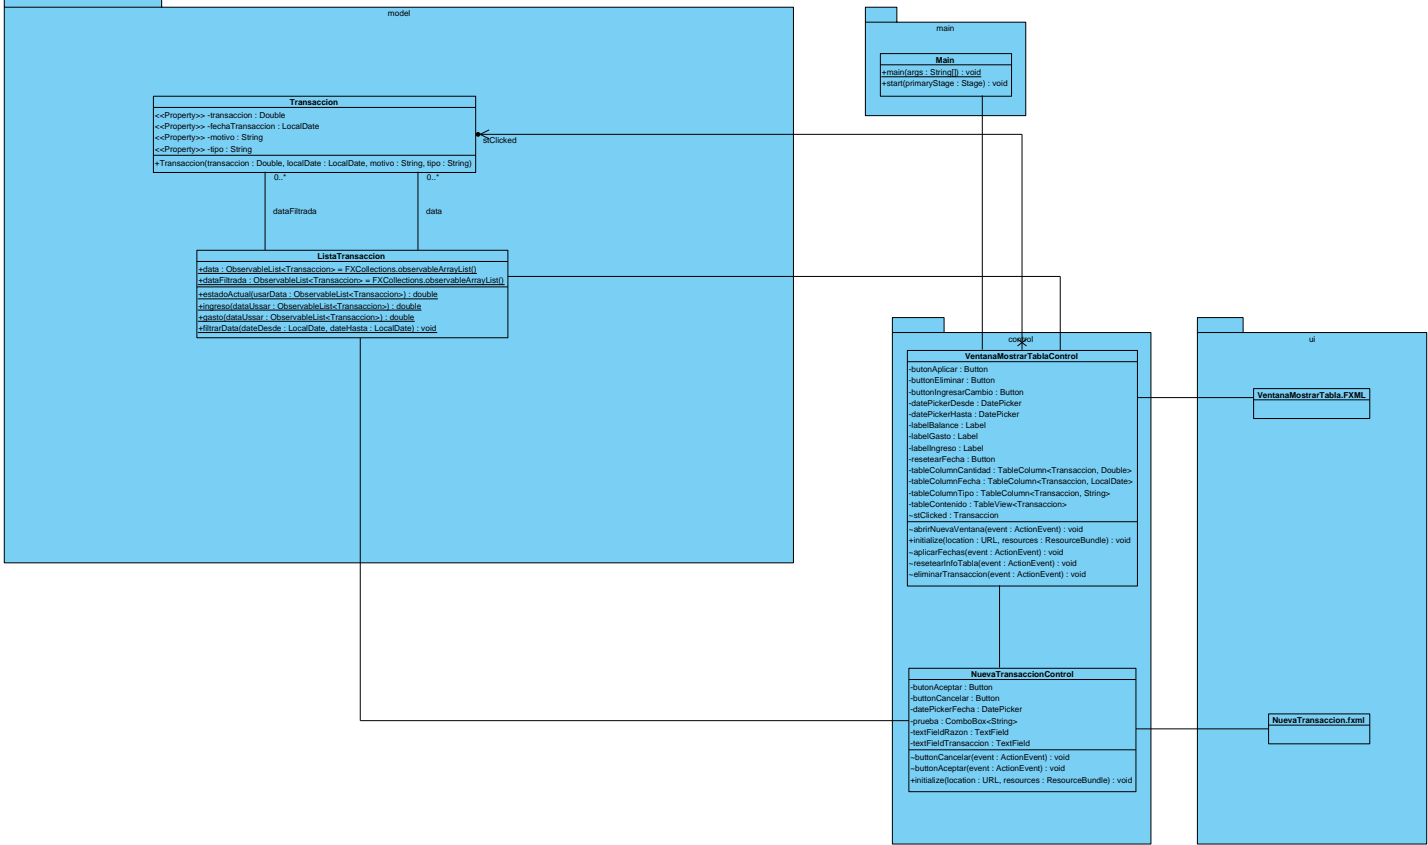 model
Transaccion
<<Property>> -transaccion : Double
<<Property>> -fechaTransaccion : LocalDate
<<Property>> -motivo : String
<<Property>> -tipo : String
+Transaccion(transaccion : Double, localDate : LocalDate, motivo : String, tipo : String)
stClicked
0..*
0..*
dataFiltrada
data
ListaTransaccion
+data : ObservableList<Transaccion> = FXCollections.observableArrayList()
+dataFiltrada : ObservableList<Transaccion> = FXCollections.observableArrayList()
+estadoActual(usarData : ObservableList<Transaccion>) : double
+ingreso(dataUssar : ObservableList<Transaccion>) : double
+gasto(dataUssar : ObservableList<Transaccion>) : double
+filtrarData(dateDesde : LocalDate, dateHasta : LocalDate) : void
main
Main
+main(args : String[]) : void
+start(primaryStage : Stage) : void
control
VentanaMostrarTablaControl
-butonAplicar : Button
-buttonEliminar : Button
-buttonIngresarCambio : Button
-datePickerDesde : DatePicker
-datePickerHasta : DatePicker
-labelBalance : Label
-labelGasto : Label
-labelIngreso : Label
-resetearFecha : Button
-tableColumnCantidad : TableColumn<Transaccion, Double>
-tableColumnFecha : TableColumn<Transaccion, LocalDate>
-tableColumnTipo : TableColumn<Transaccion, String>
-tableContenido : TableView<Transaccion>
~stClicked : Transaccion
~abrirNuevaVentana(event : ActionEvent) : void
+initialize(location : URL, resources : ResourceBundle) : void
~aplicarFechas(event : ActionEvent) : void
~resetearInfoTabla(event : ActionEvent) : void
~eliminarTransaccion(event : ActionEvent) : void
NuevaTransaccionControl
-butonAceptar : Button
-buttonCancelar : Button
-datePickerFecha : DatePicker
-prueba : ComboBox<String>
-textFieldRazon : TextField
-textFieldTransaccion : TextField
~buttonCancelar(event : ActionEvent) : void
~buttonAceptar(event : ActionEvent) : void
+initialize(location : URL, resources : ResourceBundle) : void
ui
VentanaMostrarTabla.FXML
NuevaTransaccion.fxml